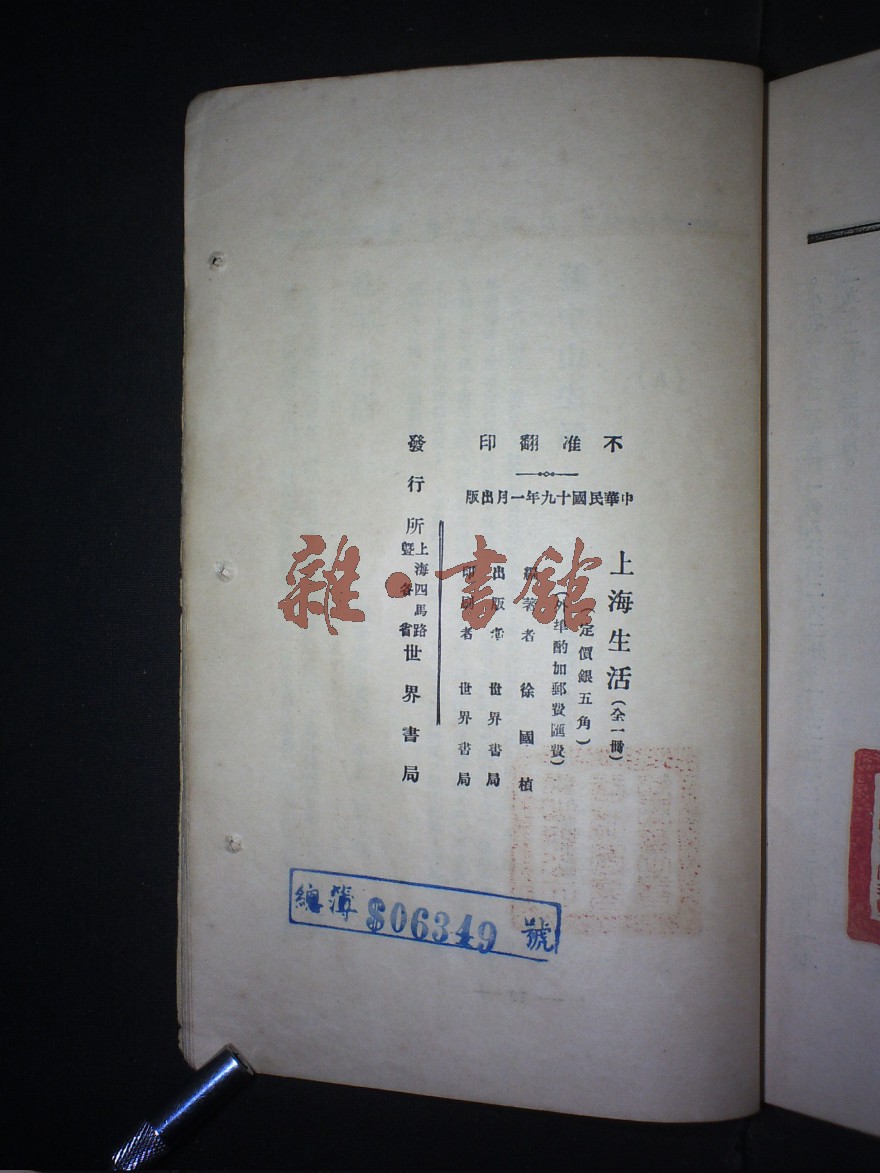 不准翻印
中華民國十九年一月出版
上海生活(全一冊)
(定價銀五角)
(外埠酌加郵費匯費)
編著者 徐國楨
出版者 世界書局
印刷者 世界書局
發行所 上海四馬路暨各省 世界書局
雜·書館
總簿 S06349 號